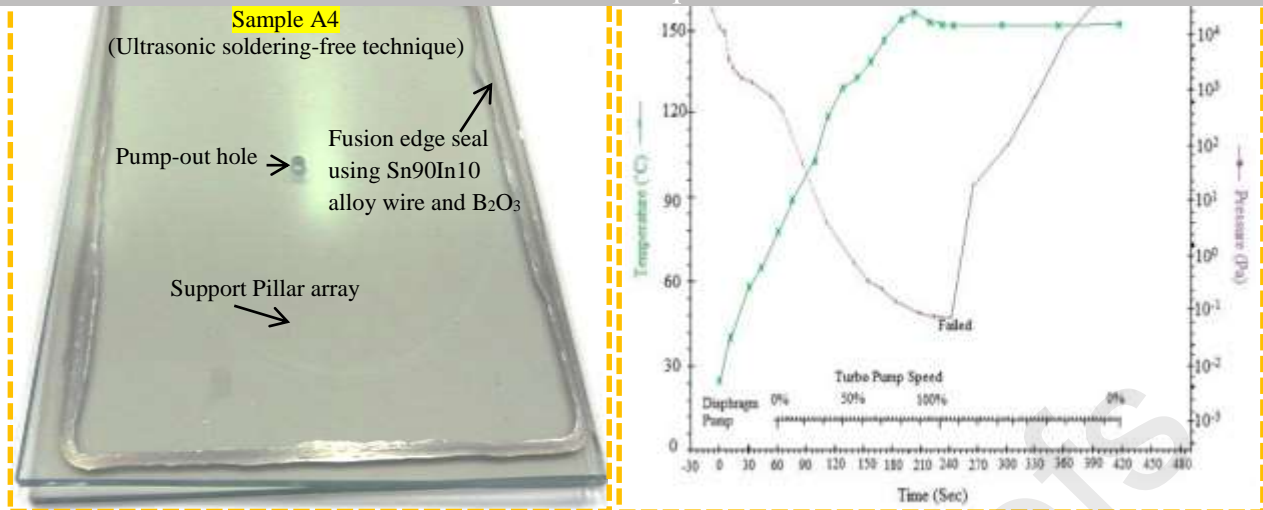 Sample A4
(Ultrasonic soldering-free technique)
Pump-out hole
Fusion edge seal
using Sn90In10
alloy wire and B₂O₃
Support Pillar array
Temperature (°C)
150
120
90
60
30
0
Failed
Turbo Pump Speed
Diaphragm
Pump
0%
50%
100%
0%
-30 0 30 60 90 120 150 180 210 240 270 300 330 360 390 420 450 480
Time (Sec)
10⁴
10³
10²
10¹
10⁰
10⁻¹
10⁻²
10⁻³
Pressure (Pa)